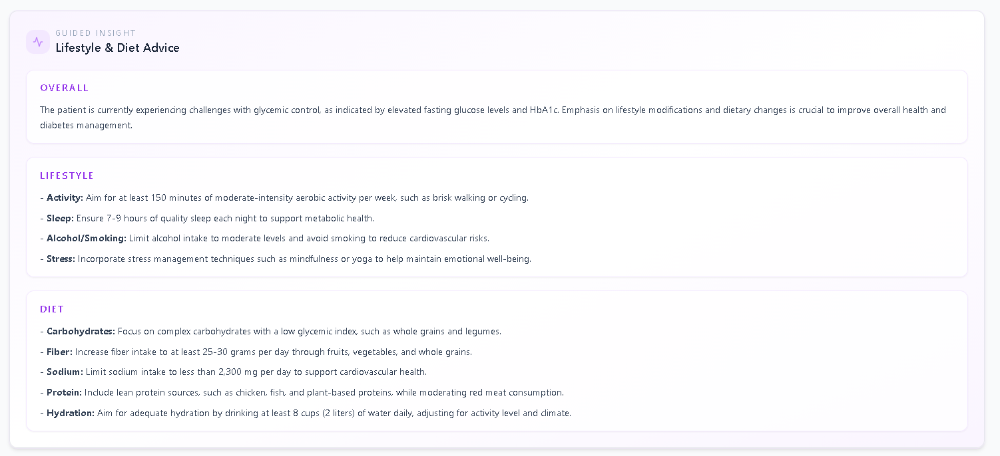 GUIDED INSIGHT
Lifestyle & Diet Advice
OVERALL
The patient is currently experiencing challenges with glycemic control, as indicated by elevated fasting glucose levels and HbA1c. Emphasis on lifestyle modifications and dietary changes is crucial to improve overall health and
diabetes management.
LIFESTYLE
- Activity: Aim for at least 150 minutes of moderate-intensity aerobic activity per week, such as brisk walking or cycling.
- Sleep: Ensure 7-9 hours of quality sleep each night to support metabolic health.
- Alcohol/Smoking: Limit alcohol intake to moderate levels and avoid smoking to reduce cardiovascular risks.
- Stress: Incorporate stress management techniques such as mindfulness or yoga to help maintain emotional well-being.
DIET
- Carbohydrates: Focus on complex carbohydrates with a low glycemic index, such as whole grains and legumes.
- Fiber: Increase fiber intake to at least 25-30 grams per day through fruits, vegetables, and whole grains.
- Sodium: Limit sodium intake to less than 2,300 mg per day to support cardiovascular health.
- Protein: Include lean protein sources, such as chicken, fish, and plant-based proteins, while moderating red meat consumption.
- Hydration: Aim for adequate hydration by drinking at least 8 cups (2 liters) of water daily, adjusting for activity level and climate.